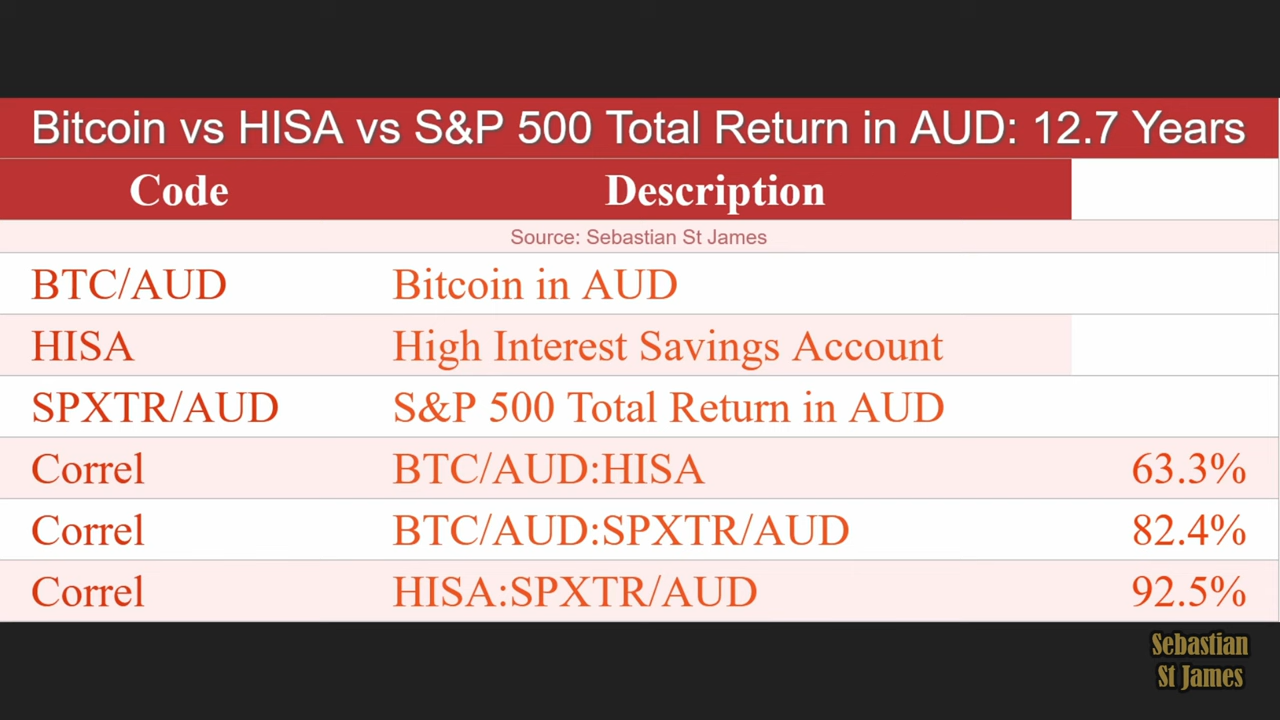 Bitcoin vs HISA vs S&P 500 Total Return in AUD: 12.7 Years
Code Description
Source: Sebastian St James
BTC/AUD Bitcoin in AUD
HISA High Interest Savings Account
SPXTR/AUD S&P 500 Total Return in AUD
Correl BTC/AUD:HISA 63.3%
Correl BTC/AUD:SPXTR/AUD 82.4%
Correl HISA:SPXTR/AUD 92.5%
Sebastian
St James